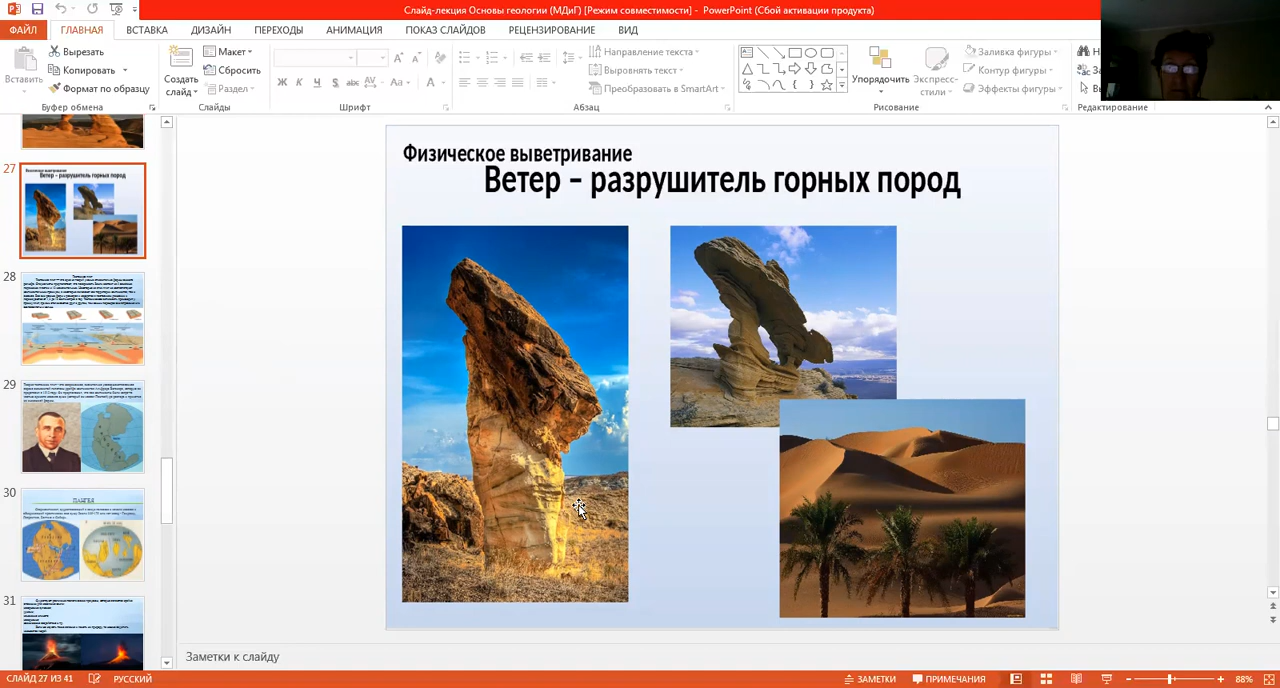 Слайд-лекция Основы геологии (МДиГ) [Режим совместимости] - PowerPoint (Сбой активации продукта)
ФАЙЛ ГЛАВНАЯ ВСТАВКА ДИЗАЙН ПЕРЕХОДЫ АНИМАЦИЯ ПОКАЗ СЛАЙДОВ РЕЦЕНЗИРОВАНИЕ ВИД
Вставить
Вырезать
Копировать
Формат по образцу
Буфер обмена
Создать
слайд
Макет
Сбросить
Раздел
Слайды
Ж К Ч S abc AV Aa А
Шрифт
Направление текста
Выровнять текст
Преобразовать в SmartArt
Абзац
Упорядочить
Экспресс-
стили
Заливка фигуры
Контур фигуры
Эффекты фигуры
Рисование
Редактирование
27
28
29
30
ПАНГЕЯ
31
Физическое выветривание
Ветер – разрушитель горных пород
Заметки к слайду
СЛАЙД 27 ИЗ 41 РУССКИЙ ЗАМЕТКИ ПРИМЕЧАНИЯ 88%